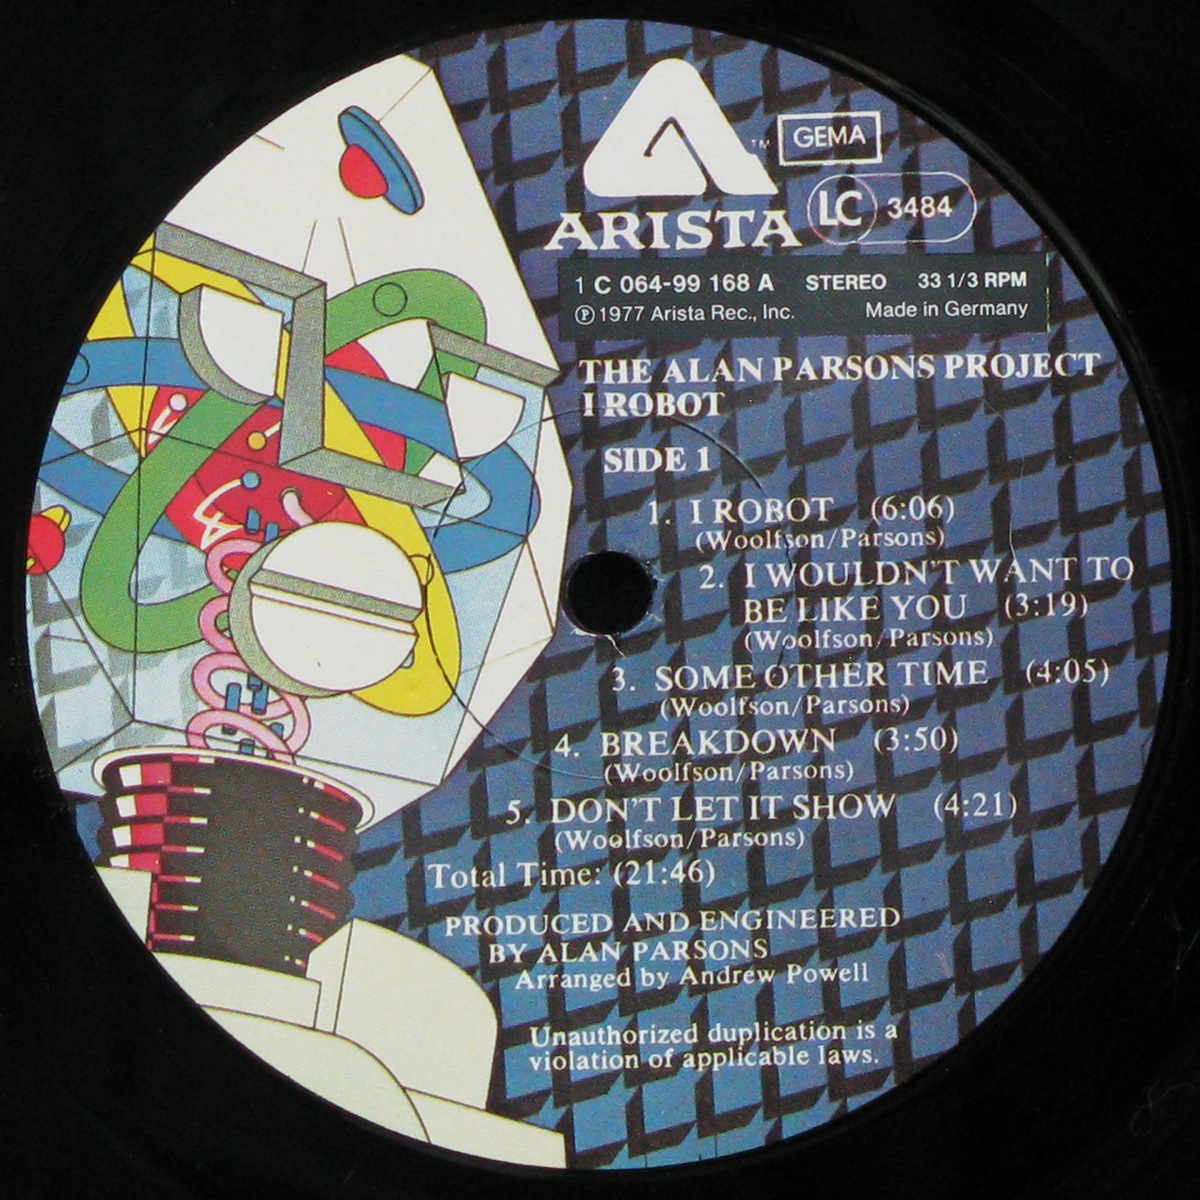 GEMA
ARISTA™
LC 3484
1 C 064-99 168 A STEREO 33 1/3 RPM
Ⓟ 1977 Arista Rec., Inc. Made in Germany
THE ALAN PARSONS PROJECT
I ROBOT
SIDE 1
1. I ROBOT (6:06)
(Woolfson/Parsons)
2. I WOULDN'T WANT TO
BE LIKE YOU (3:19)
(Woolfson/Parsons)
3. SOME OTHER TIME (4:05)
(Woolfson/Parsons)
4. BREAKDOWN (3:50)
(Woolfson/Parsons)
5. DON'T LET IT SHOW (4:21)
(Woolfson/Parsons)
Total Time: (21:46)
PRODUCED AND ENGINEERED
BY ALAN PARSONS
Arranged by Andrew Powell
Unauthorized duplication is a
violation of applicable laws.